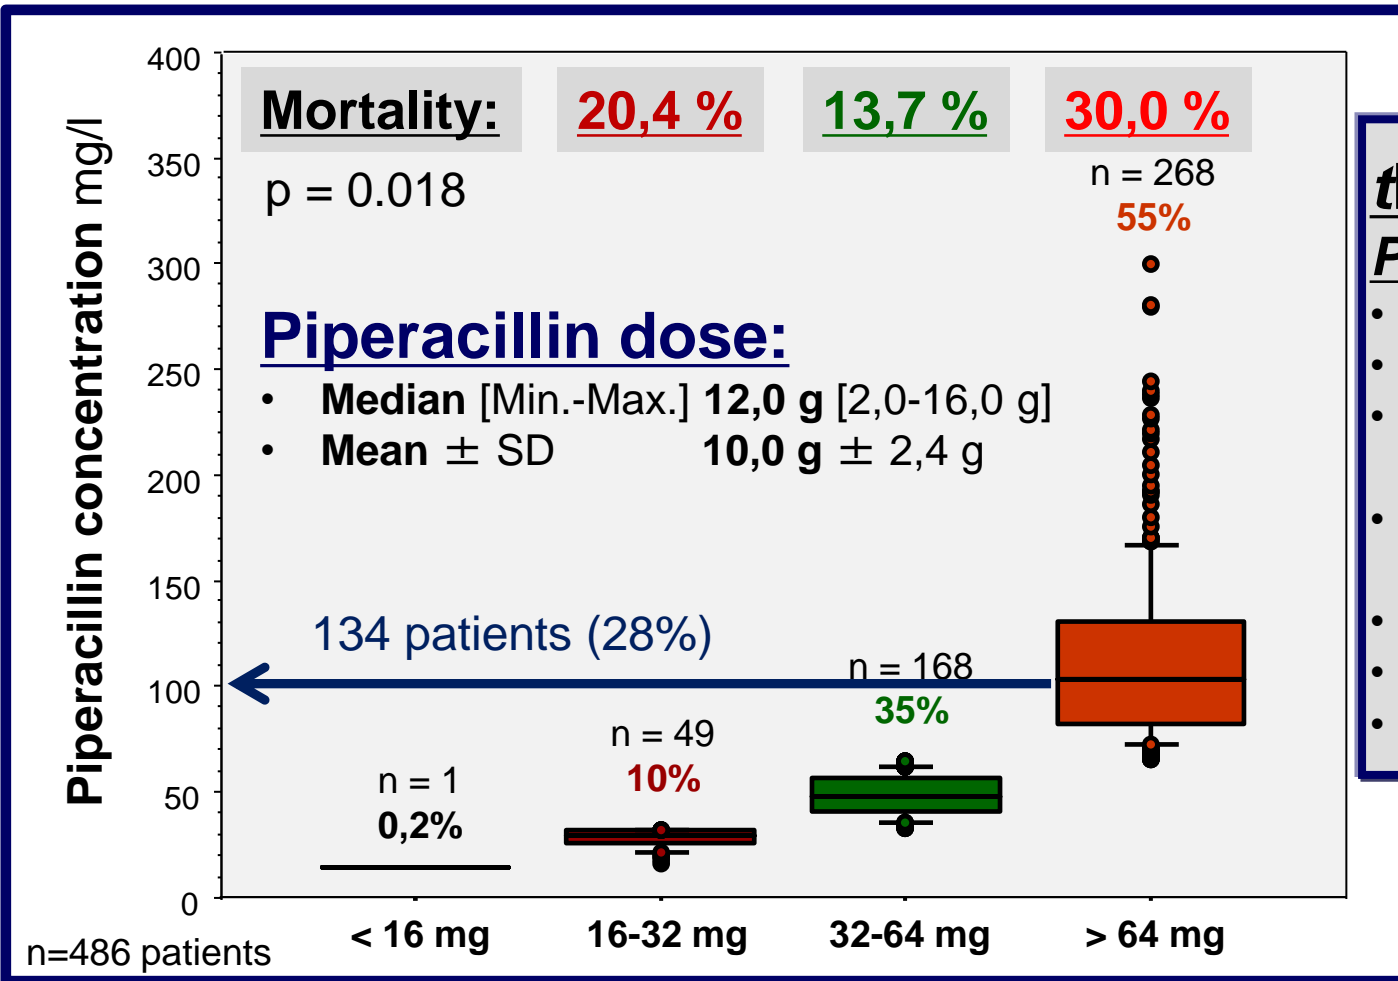 Mortality: 20,4 % 13,7 % 30,0 %
p = 0.018
n = 268
55%
Piperacillin dose:
• Median [Min.-Max.] 12,0 g [2,0-16,0 g]
• Mean ± SD 10,0 g ± 2,4 g
134 patients (28%)
n = 168
35%
n = 49
10%
n = 1
0,2%
Piperacillin concentration mg/l
400
350
300
250
200
150
100
50
0
< 16 mg 16-32 mg 32-64 mg > 64 mg
n=486 patients